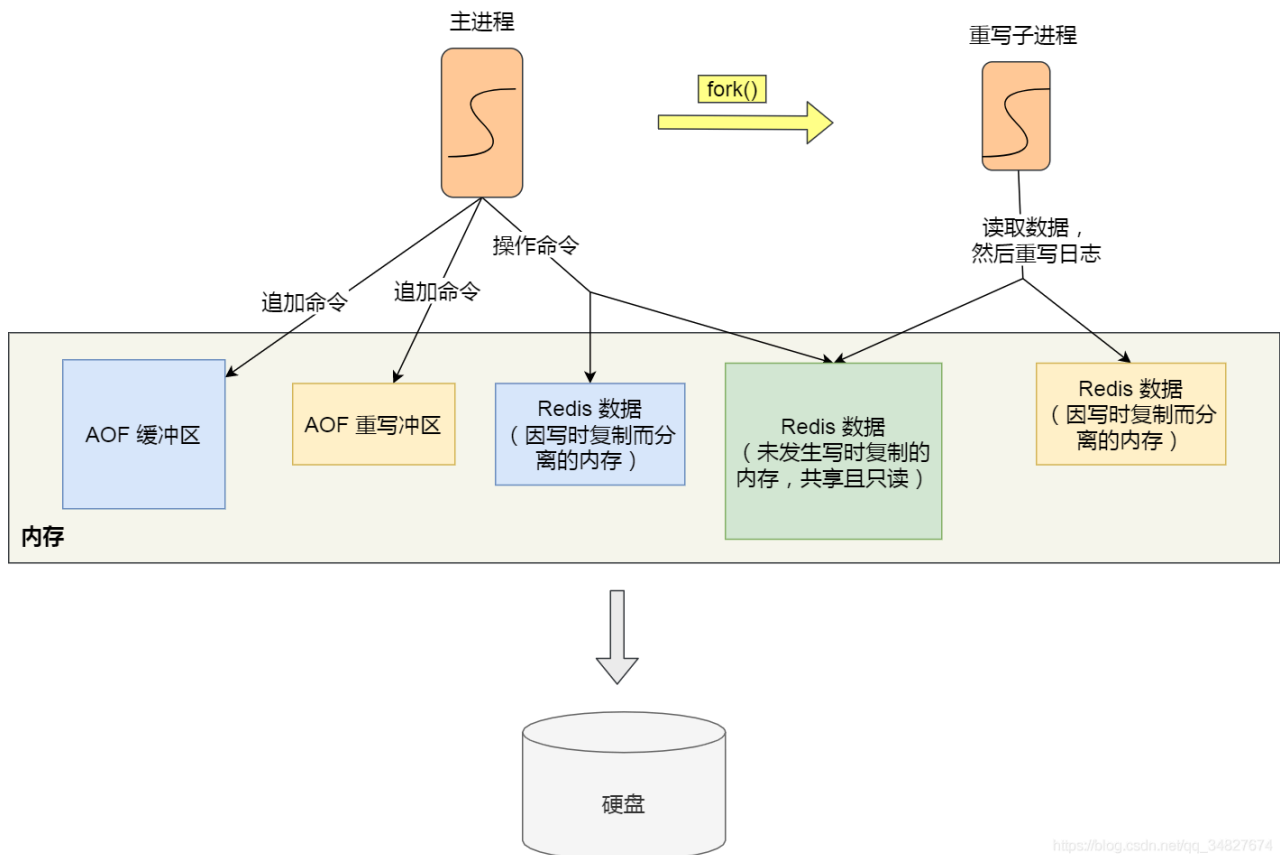 主进程
重写子进程
fork()
读取数据，
然后重写日志
操作命令
追加命令
追加命令
AOF 缓冲区
AOF 重写冲区
Redis 数据
（因写时复制而分
离的内存）
Redis 数据
（未发生写时复制的
内存，共享且只读）
Redis 数据
（因写时复制而分
离的内存）
内存
硬盘
https://blog.csdn.net/qq_34827674